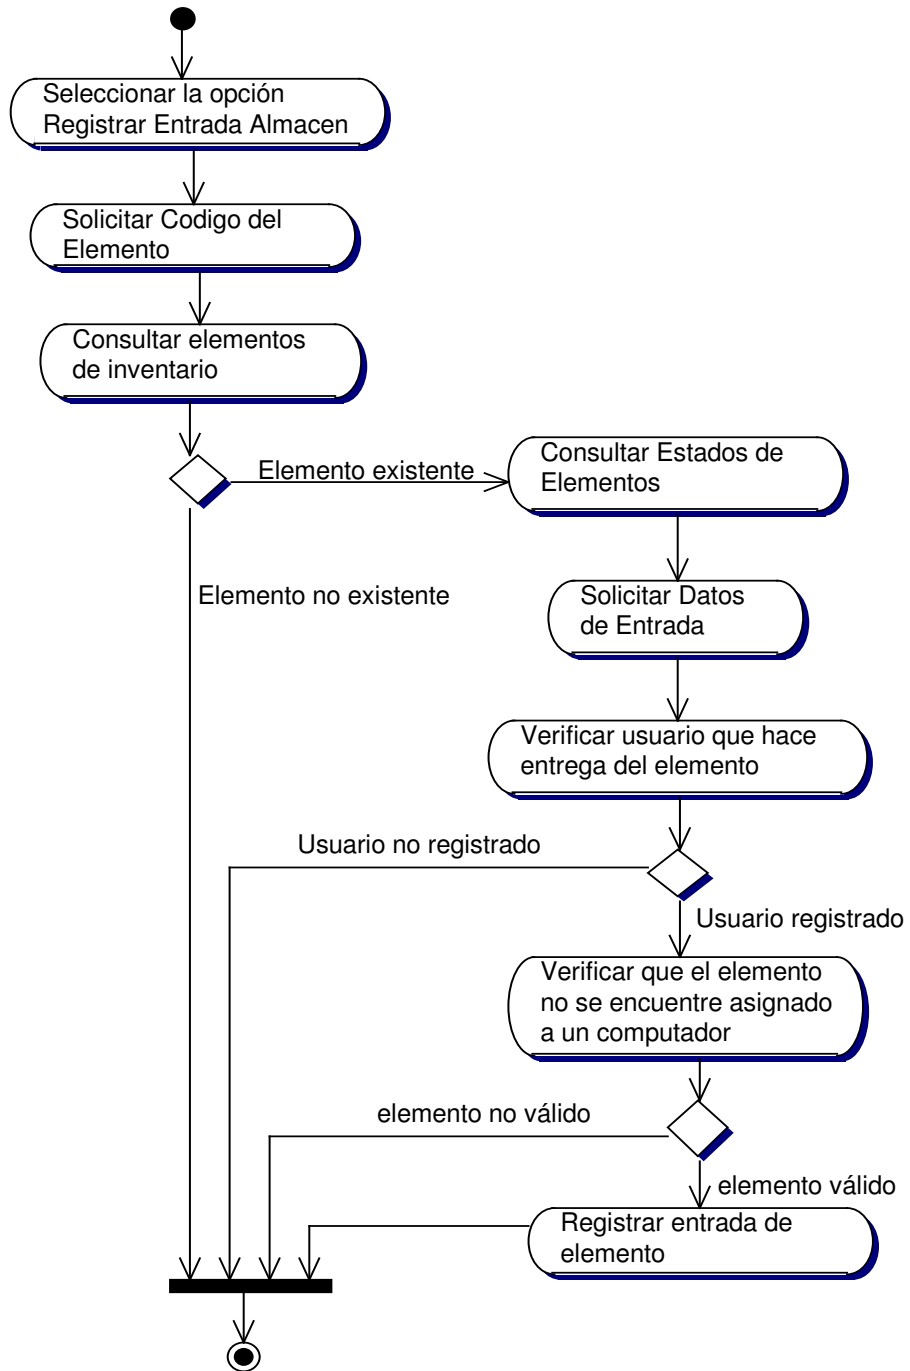 Seleccionar la opción
Registrar Entrada Almacen
Solicitar Codigo del
Elemento
Consultar elementos
de inventario
Elemento existente
Consultar Estados de
Elementos
Elemento no existente
Solicitar Datos
de Entrada
Verificar usuario que hace
entrega del elemento
Usuario no registrado
Usuario registrado
Verificar que el elemento
no se encuentre asignado
a un computador
elemento no válido
elemento válido
Registrar entrada de
elemento